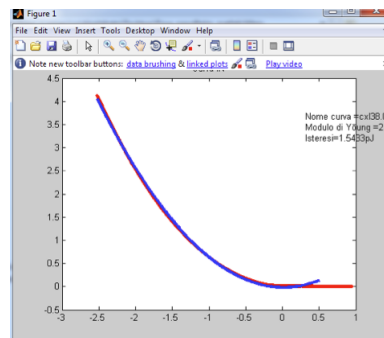 Figure 1
File Edit View Insert Tools Desktop Window Help
Note new toolbar buttons: data brushing & linked plots Play video
4.5
4
3.5
3
2.5
2
1.5
1
0.5
0
-0.5
-3 -2.5 -2 -1.5 -1 -0.5 0 0.5 1
Nome curva =cxl38.
Modulo di Young =2
Isteresi=1.5433pJ